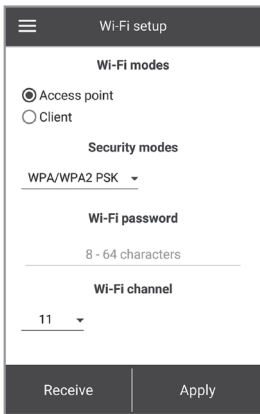 Wi-Fi setup
Wi-Fi modes
Access point
Client
Security modes
WPA/WPA2 PSK
Wi-Fi password
8 - 64 characters
Wi-Fi channel
11
Receive
Apply